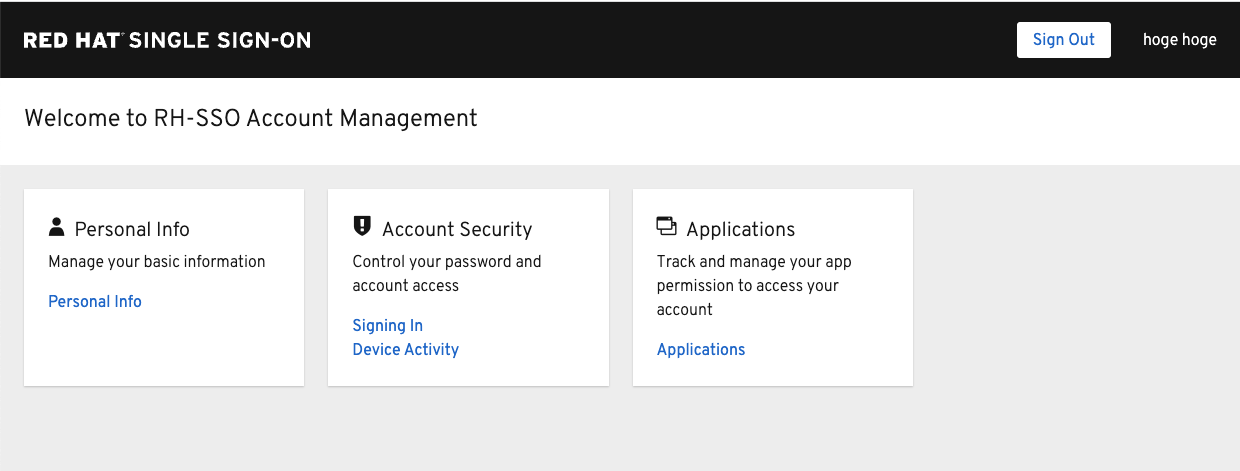 RED HAT® SINGLE SIGN-ON
Sign Out
hoge hoge
Welcome to RH-SSO Account Management
Personal Info
Manage your basic information
Personal Info
Account Security
Control your password and
account access
Signing In
Device Activity
Applications
Track and manage your app
permission to access your
account
Applications